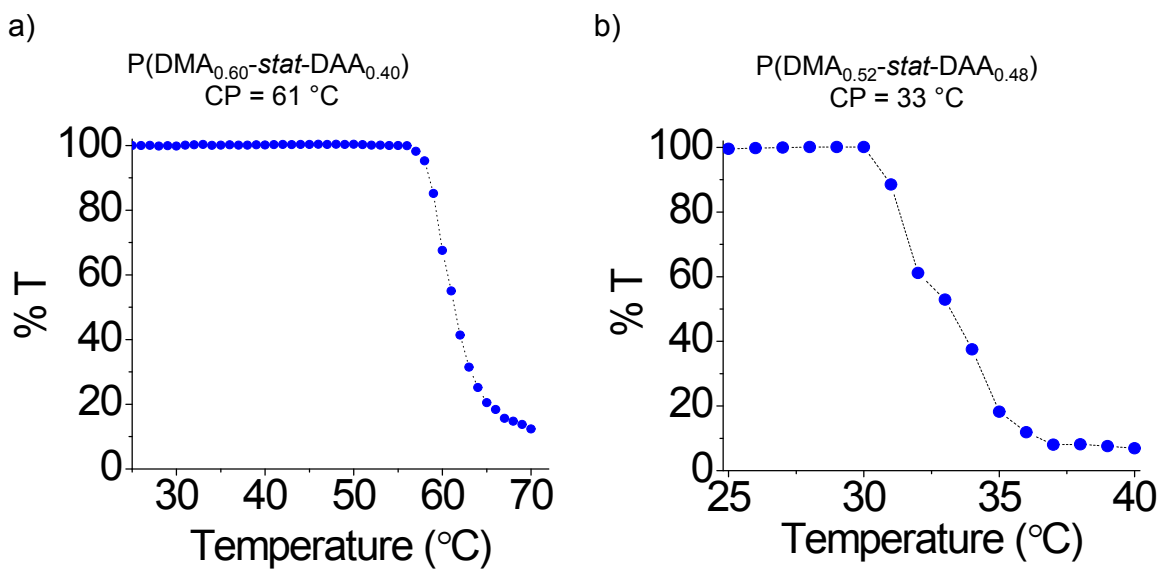 a)
P(DMA0.60-stat-DAA0.40)
CP = 61 °C
100
80
60
40
20
0
% T
30 40 50 60 70
Temperature (°C)
b)
P(DMA0.52-stat-DAA0.48)
CP = 33 °C
100
80
60
40
20
0
% T
25 30 35 40
Temperature (°C)